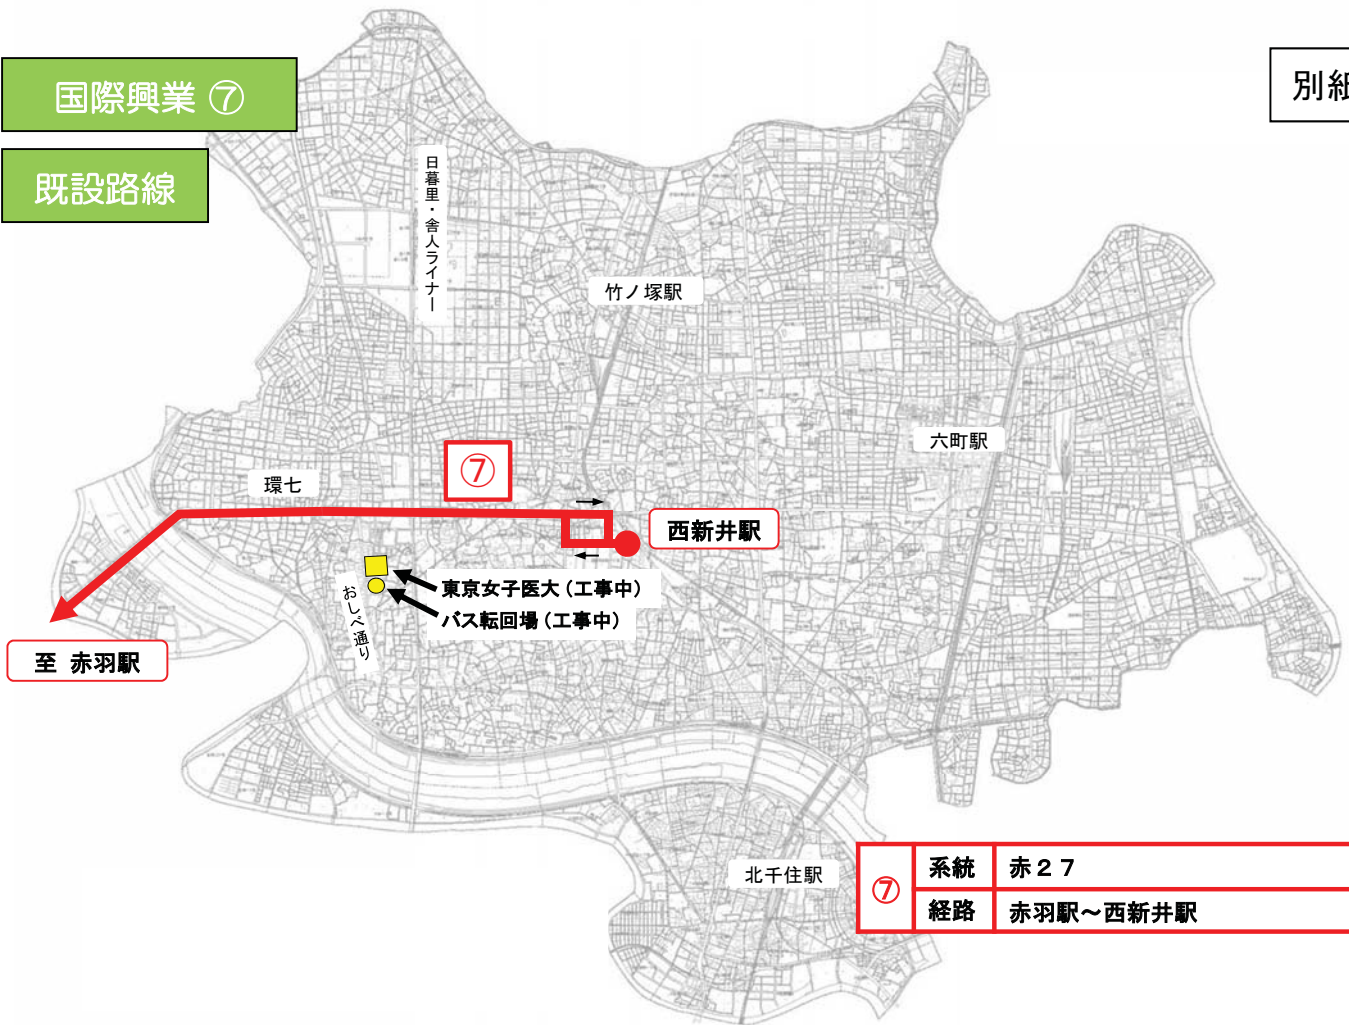 国際興業 ⑦
別紙
既設路線
日暮里・舎人ライナー
竹ノ塚駅
六町駅
環七
⑦
西新井駅
東京女子医大(工事中)
バス転回場(工事中)
おしべ通り
至 赤羽駅
北千住駅
⑦
系統 赤27
経路 赤羽駅~西新井駅